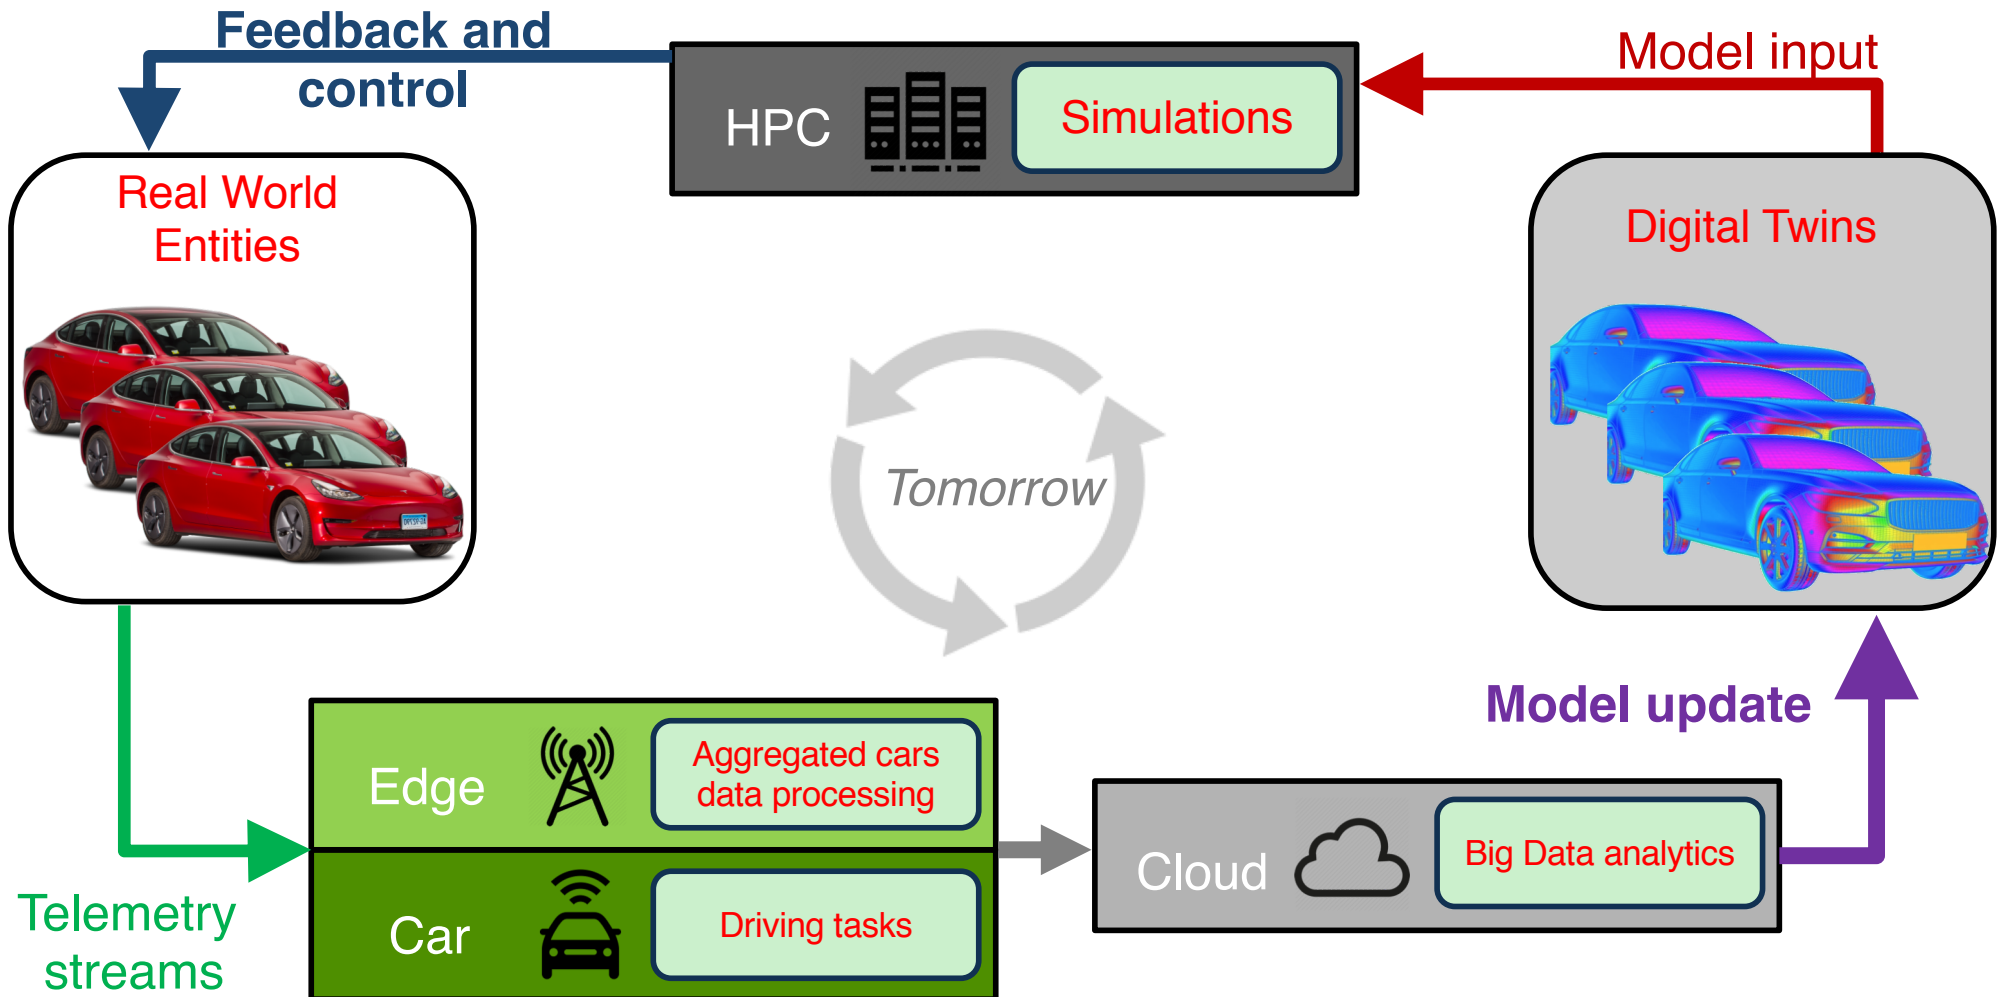 Feedback and
control
HPC
Simulations
Model input
Real World
Entities
Digital Twins
Tomorrow
Model update
Edge
Aggregated cars
data processing
Cloud
Big Data analytics
Telemetry
streams
Car
Driving tasks